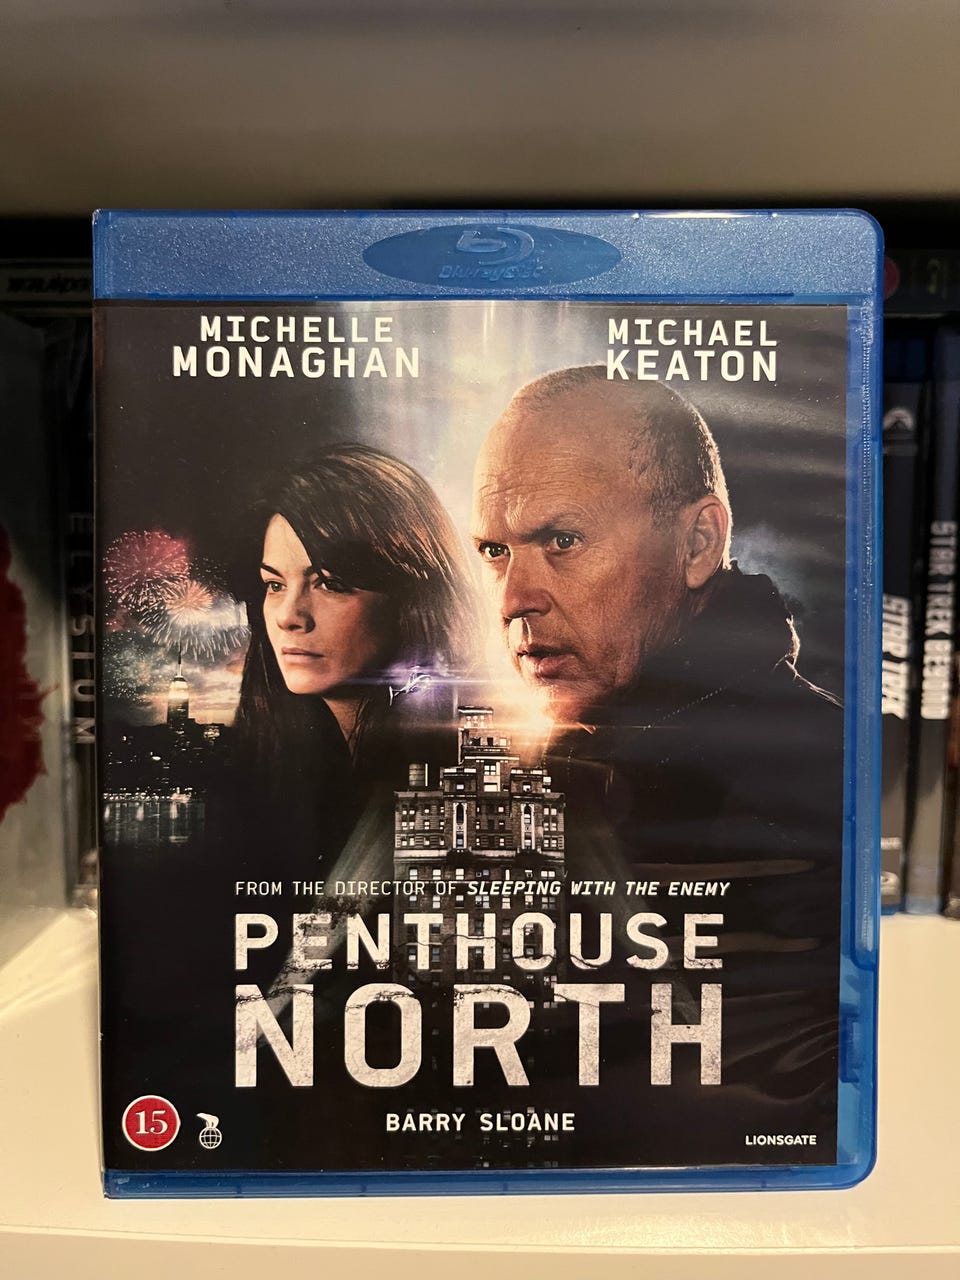 Blu-ray Disc
MICHELLE
MONAGHAN
MICHAEL
KEATON
ELYSIUM
STAR TREK
STAR TREK BEYOND
FROM THE DIRECTOR OF SLEEPING WITH THE ENEMY
PENTHOUSE
NORTH
BARRY SLOANE
15
LIONSGATE